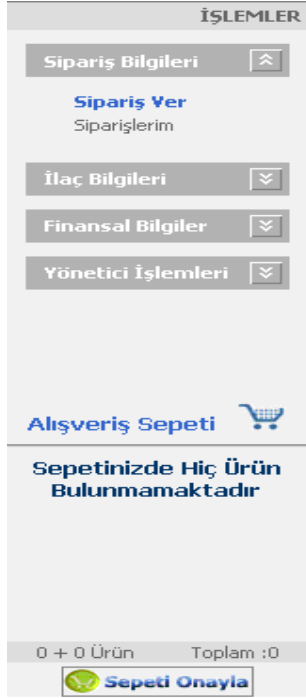 İŞLEMLER
Sipariş Bilgileri
Sipariş Ver
Siparişlerim
İlaç Bilgileri
Finansal Bilgiler
Yönetici İşlemleri
Alışveriş Sepeti
Sepetinizde Hiç Ürün
Bulunmamaktadır
0 + 0 Ürün Toplam :0
Sepeti Onayla